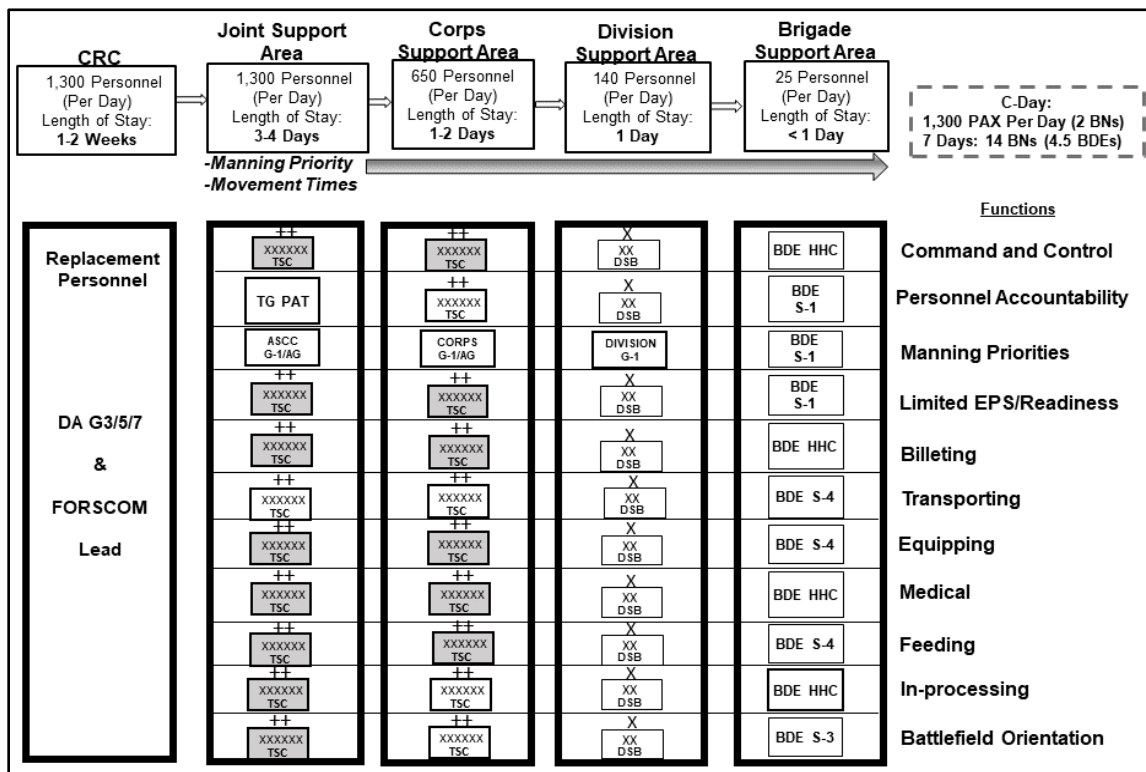 CRC
Joint Support
Area
Corps
Support Area
Division
Support Area
Brigade
Support Area
1,300 Personnel
(Per Day)
Length of Stay:
1-2 Weeks
1,300 Personnel
(Per Day)
Length of Stay:
3-4 Days
650 Personnel
(Per Day)
Length of Stay:
1-2 Days
140 Personnel
(Per Day)
Length of Stay:
1 Day
25 Personnel
(Per Day)
Length of Stay:
< 1 Day
C-Day:
1,300 PAX Per Day (2 BNs)
7 Days: 14 BNs (4.5 BDEs)
-Manning Priority
-Movement Times
Functions
Replacement
Personnel
DA G3/5/7
&
FORSCOM
Lead
++
XXXXXX
TSC
++
XXXXXX
TSC
X
XX
DSB
BDE HHC
Command and Control
TG PAT
++
XXXXXX
TSC
X
XX
DSB
BDE
S-1
Personnel Accountability
ASCC
G-1/AG
CORPS
G-1/AG
DIVISION
G-1
BDE
S-1
Manning Priorities
++
XXXXXX
TSC
++
XXXXXX
TSC
X
XX
DSB
BDE
S-1
Limited EPS/Readiness
++
XXXXXX
TSC
++
XXXXXX
TSC
X
XX
DSB
BDE HHC
Billeting
++
XXXXXX
TSC
++
XXXXXX
TSC
X
XX
DSB
BDE S-4
Transporting
++
XXXXXX
TSC
++
XXXXXX
TSC
X
XX
DSB
BDE S-4
Equipping
++
XXXXXX
TSC
++
XXXXXX
TSC
X
XX
DSB
BDE HHC
Medical
++
XXXXXX
TSC
++
XXXXXX
TSC
X
XX
DSB
BDE S-4
Feeding
++
XXXXXX
TSC
++
XXXXXX
TSC
X
XX
DSB
BDE HHC
In-processing
++
XXXXXX
TSC
++
XXXXXX
TSC
X
XX
DSB
BDE S-3
Battlefield Orientation